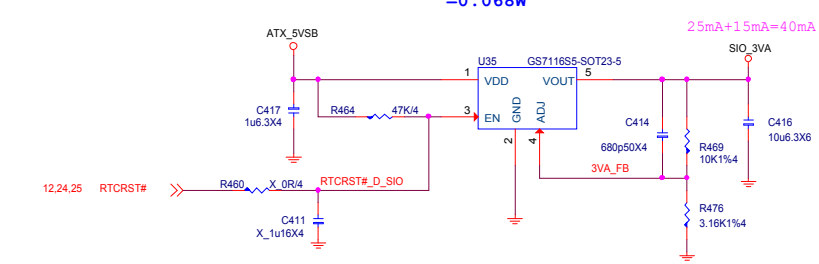 =0.068W
25mA+15mA=40mA
ATX_5VSB
SIO_3VA
U35 GS7116S5-SOT23-5
1 VDD VOUT 5
C417
1u6.3X4
R464 47K/4
3 EN GND ADJ
2 4
C414
680p50X4
R469
10K1%4
C416
10u6.3X6
3VA_FB
12,24,25 RTCRST# R460 X_0R/4 RTCRST#_D_SIO
C411
X_1u16X4
R476
3.16K1%4